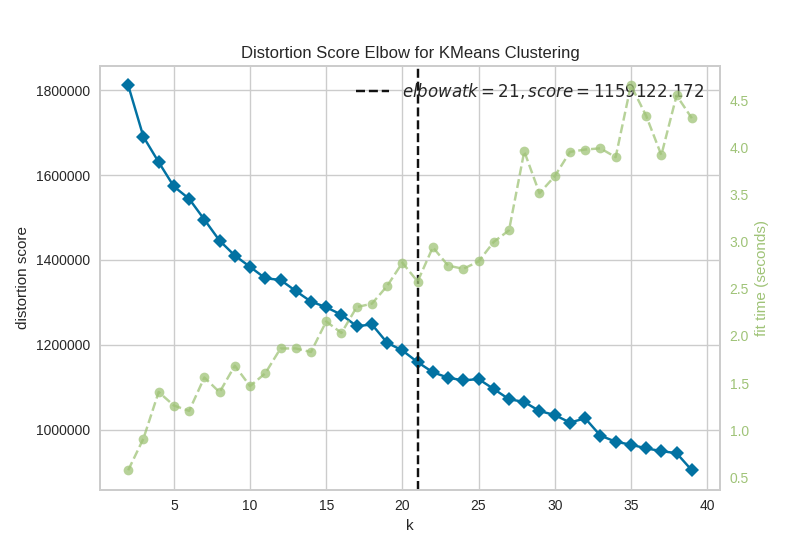 Distortion Score Elbow for KMeans Clustering
elbowatk = 21, score = 1159122.172
1800000
1600000
1400000
1200000
1000000
distortion score
4.5
4.0
3.5
3.0
2.5
2.0
1.5
1.0
0.5
fit time (seconds)
5 10 15 20 25 30 35 40
k